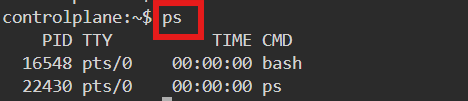 controlplane:~$ ps
PID TTY TIME CMD
16548 pts/0 00:00:00 bash
22430 pts/0 00:00:00 ps